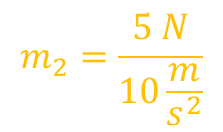 m₂ = 5 N / 10 m/s²